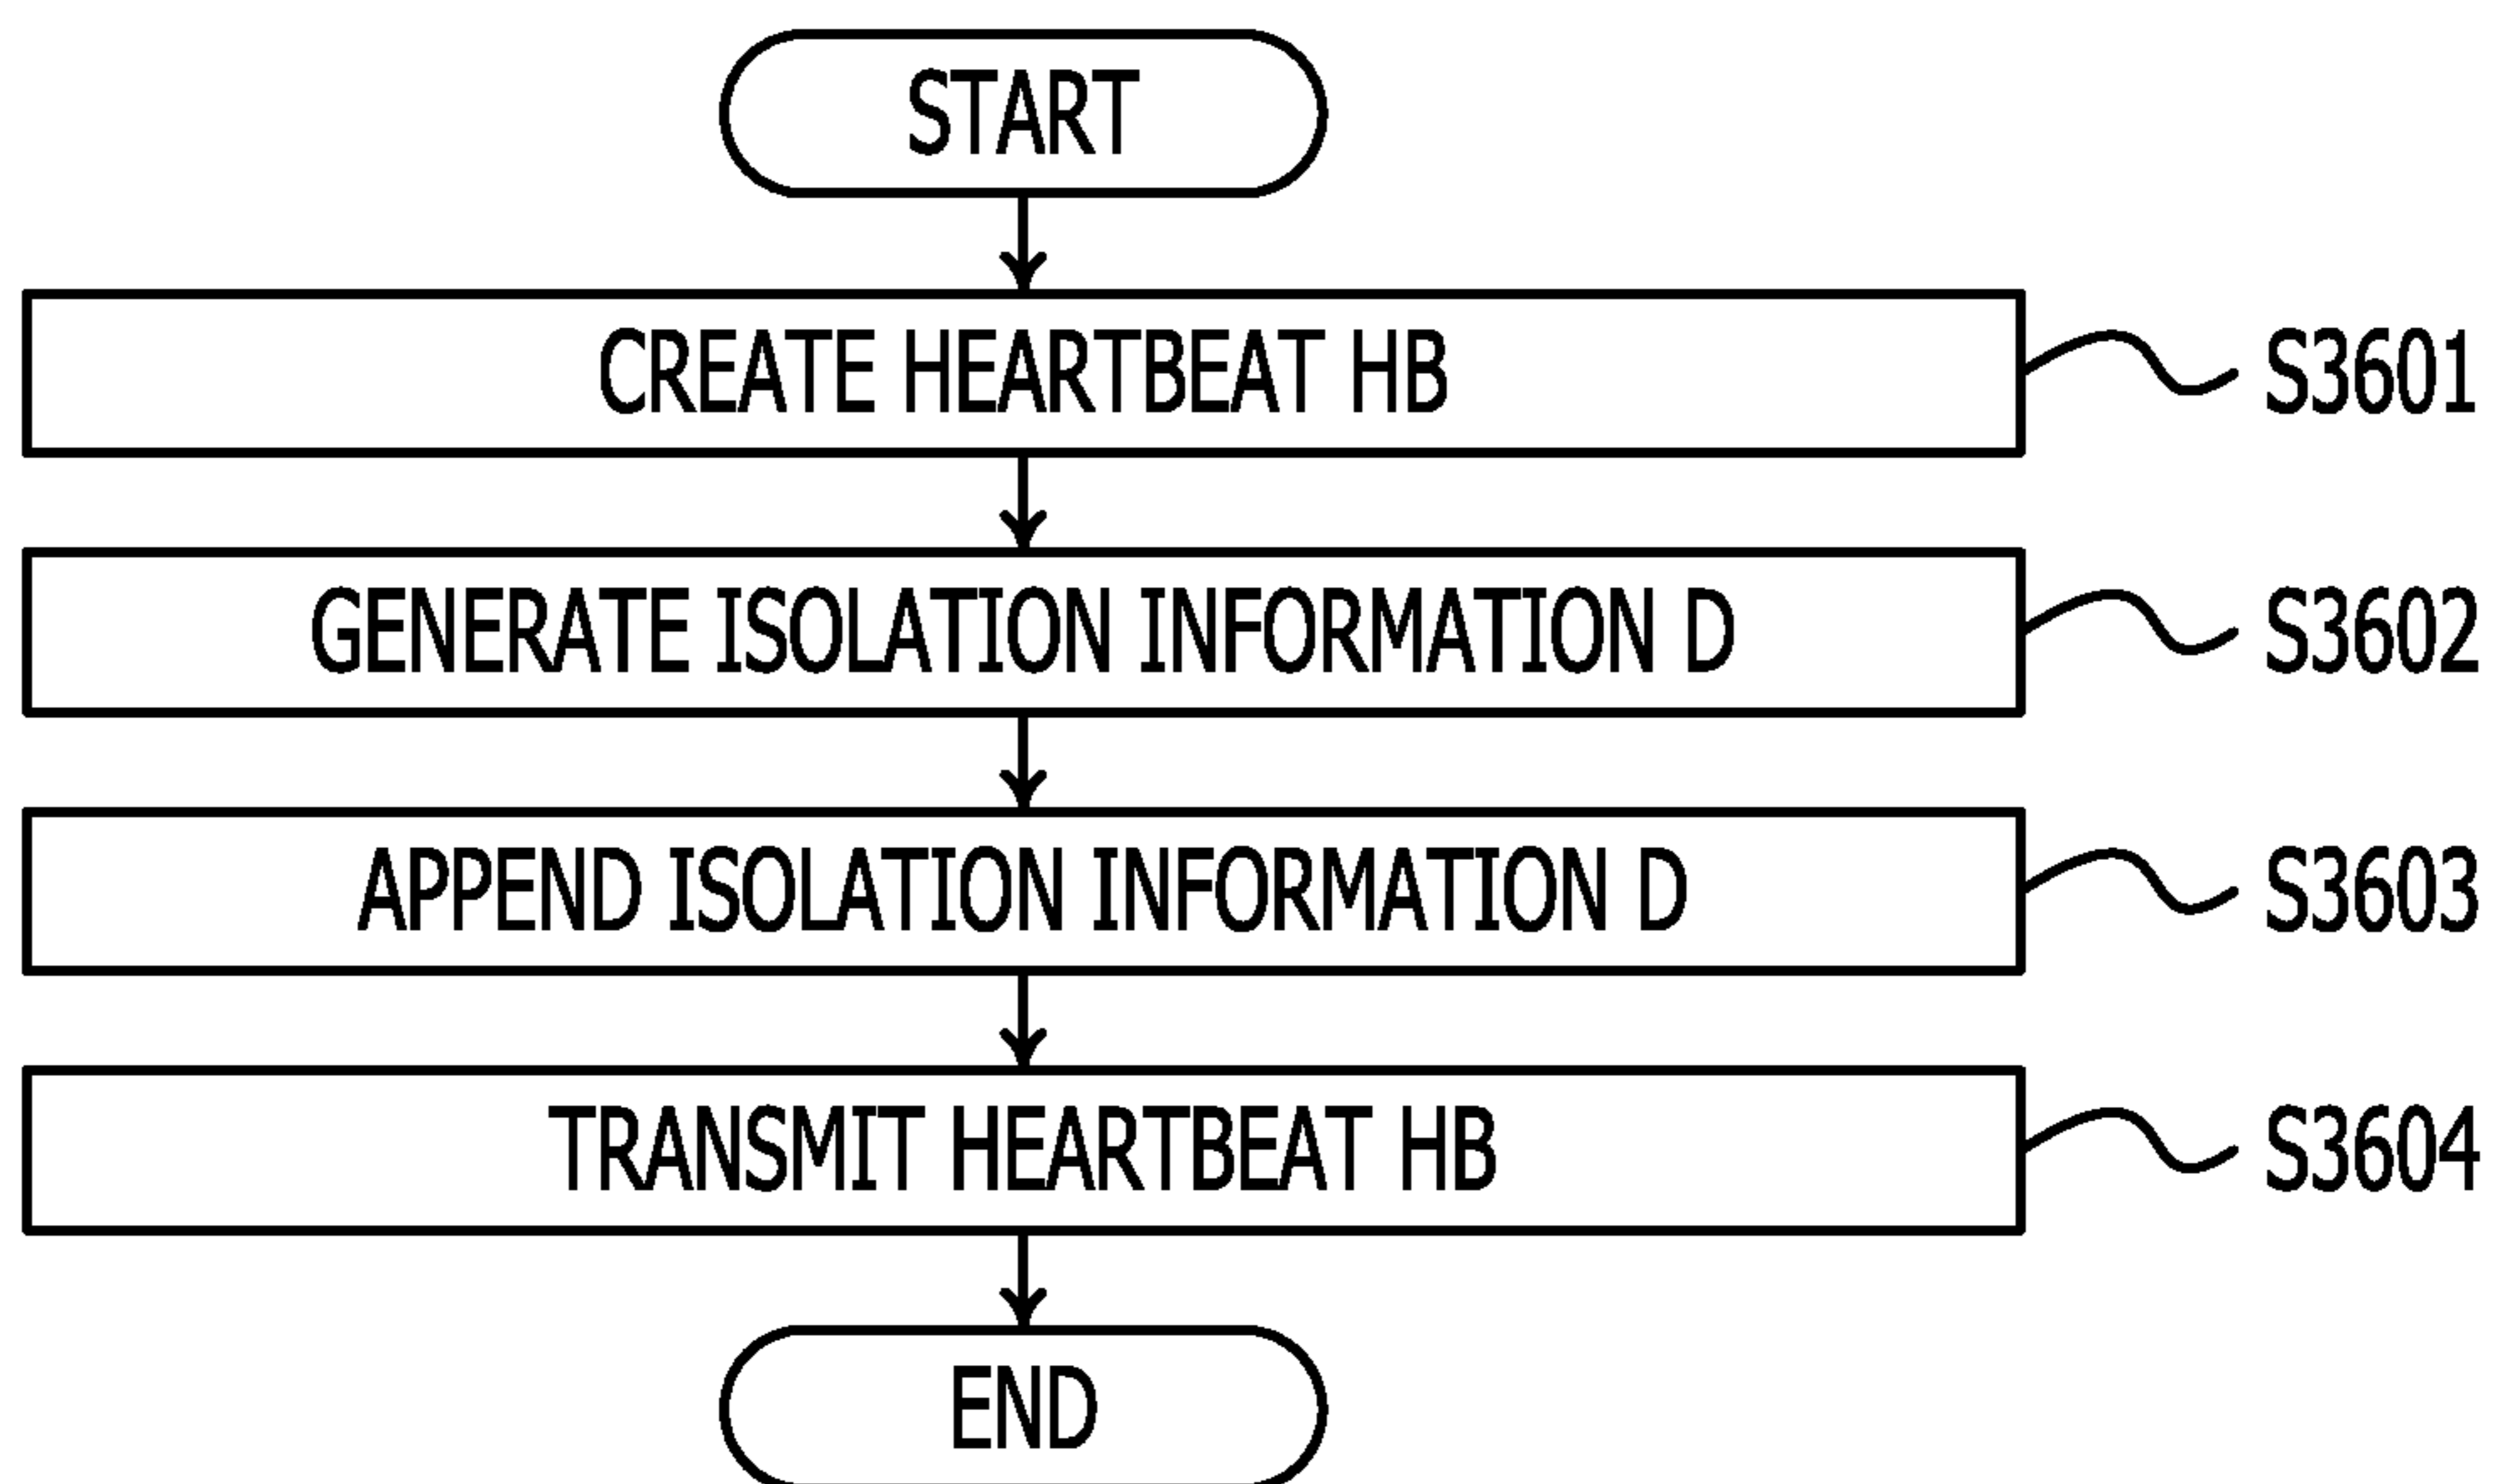 START
CREATE HEARTBEAT HB
S3601
GENERATE ISOLATION INFORMATION D
S3602
APPEND ISOLATION INFORMATION D
S3603
TRANSMIT HEARTBEAT HB
S3604
END